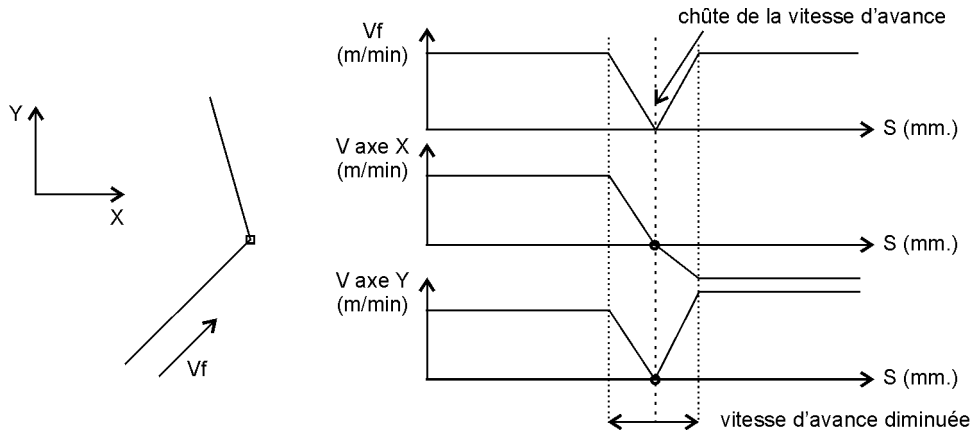 chûte de la vitesse d'avance
Vf
(m/min)
S (mm.)
Y
X
V axe X
(m/min)
S (mm.)
V axe Y
(m/min)
Vf
S (mm.)
vitesse d'avance diminuée